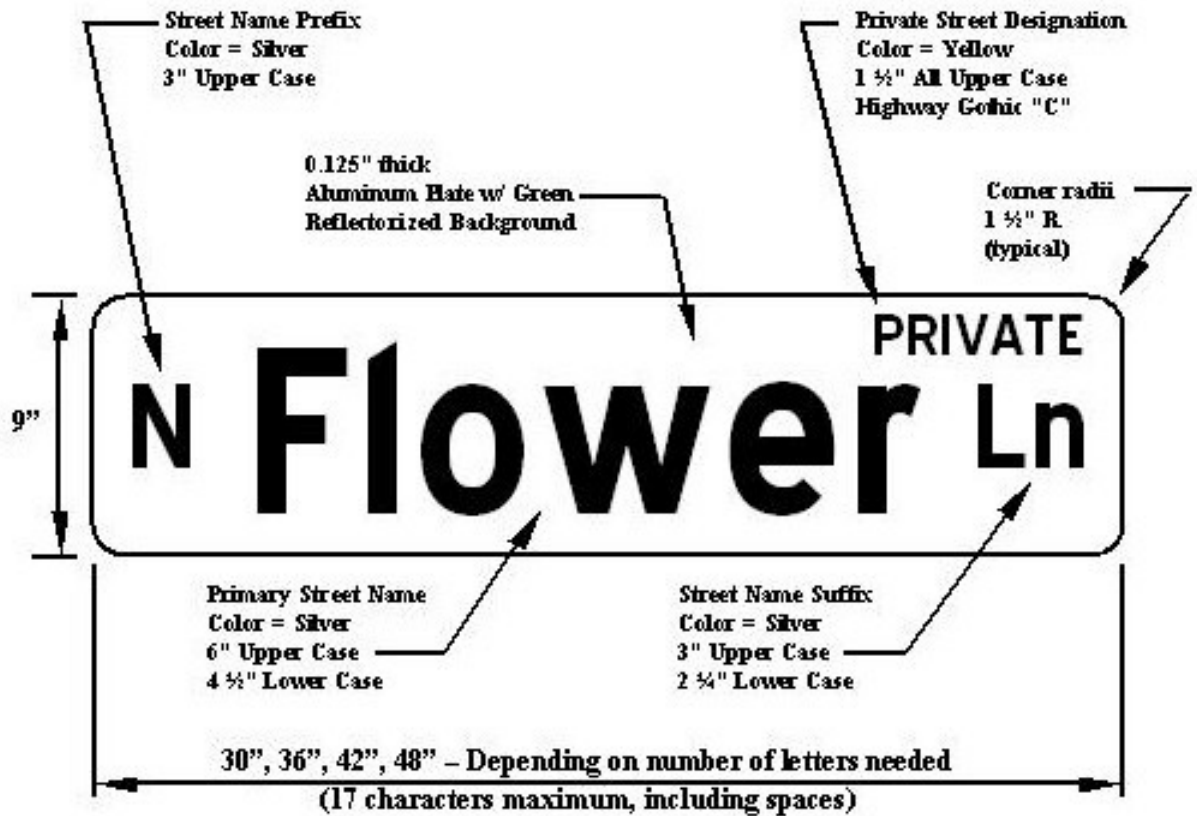 Street Name Prefix
Color = Silver
3" Upper Case
Private Street Designation
Color = Yellow
1 ½" All Upper Case
Highway Gothic "C"
0.125" thick
Aluminum Plate w/ Green
Reflectorized Background
Corner radii
1 ½" R.
(typical)
9”
PRIVATE
N Flower Ln
Primary Street Name
Color = Silver
6" Upper Case
4 ½" Lower Case
Street Name Suffix
Color = Silver
3" Upper Case
2 ¼" Lower Case
30”, 36”, 42”, 48” – Depending on number of letters needed
(17 characters maximum, including spaces)